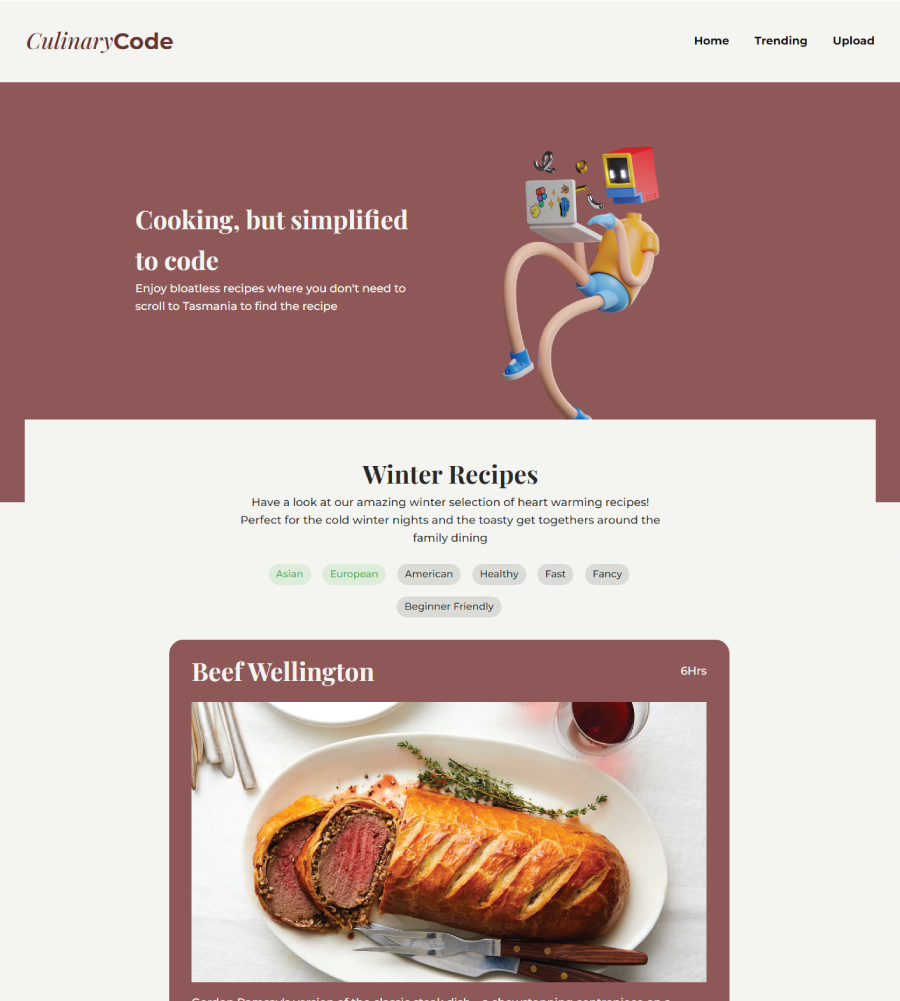 CulinaryCode
Home Trending Upload
Cooking, but simplified
to code
Enjoy bloatless recipes where you don't need to
scroll to Tasmania to find the recipe
Winter Recipes
Have a look at our amazing winter selection of heart warming recipes!
Perfect for the cold winter nights and the toasty get togethers around the
family dining
Asian European American Healthy Fast Fancy
Beginner Friendly
Beef Wellington
6Hrs